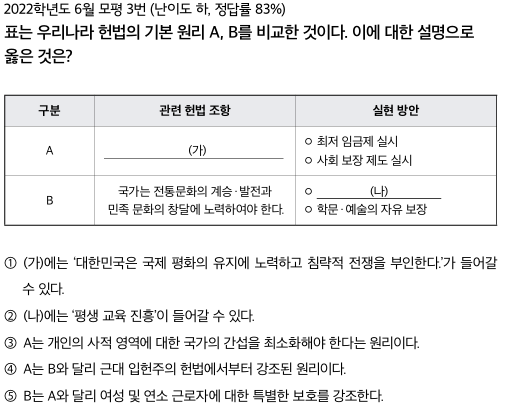 2022학년도 6월 모평 3번 (난이도 하, 정답률 83%)
표는 우리나라 헌법의 기본 원리 A, B를 비교한 것이다. 이에 대한 설명으로
옳은 것은?
구분 관련 헌법 조항 실현 방안
A (가) ○ 최저 임금제 실시
○ 사회 보장 제도 실시
B 국가는 전통문화의 계승·발전과
민족 문화의 창달에 노력하여야 한다.
○ (나)
○ 학문·예술의 자유 보장
① (가)에는 '대한민국은 국제 평화의 유지에 노력하고 침략적 전쟁을 부인한다.'가 들어갈
수 있다.
② (나)에는 '평생 교육 진흥'이 들어갈 수 있다.
③ A는 개인의 사적 영역에 대한 국가의 간섭을 최소화해야 한다는 원리이다.
④ A는 B와 달리 근대 입헌주의 헌법에서부터 강조된 원리이다.
⑤ B는 A와 달리 여성 및 연소 근로자에 대한 특별한 보호를 강조한다.